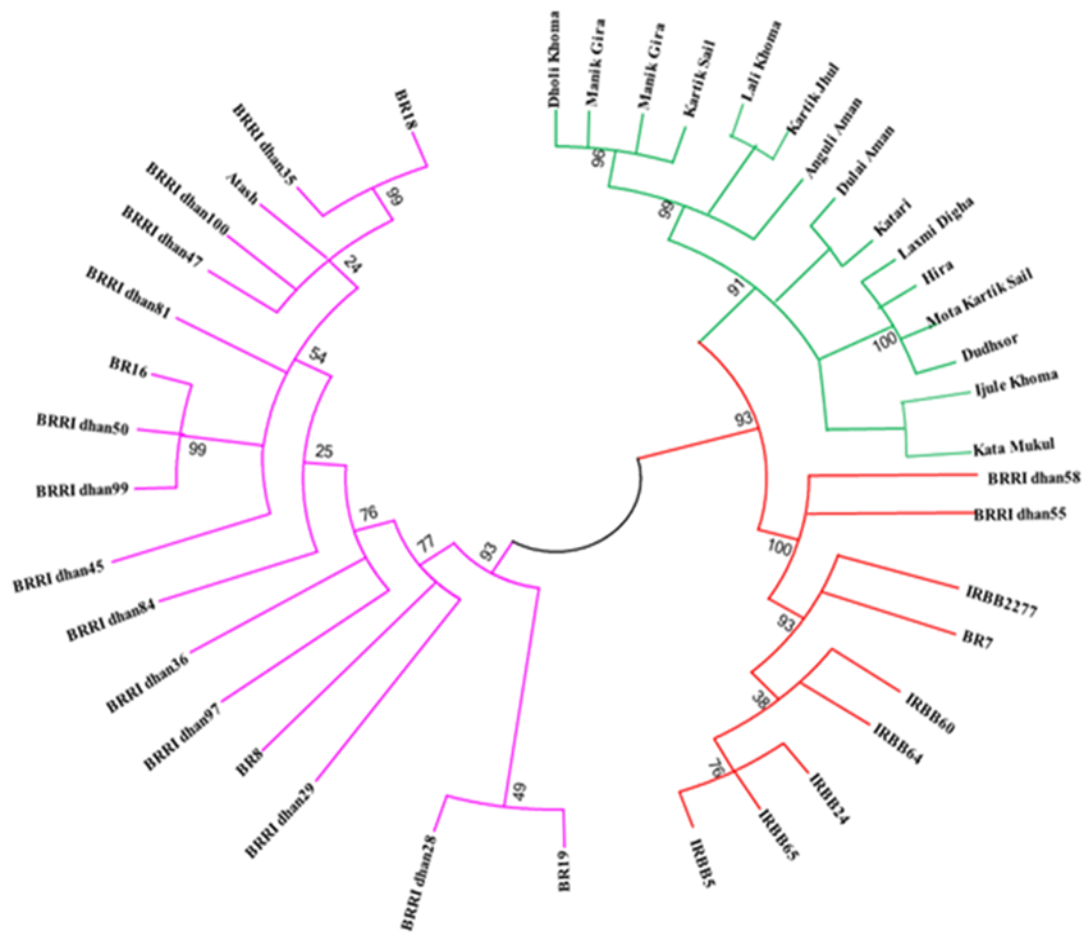 Dholi Khoma
Manik Gira
Manik Gira
Kartik Sail
Lali Khoma
Kartik Jhul
Anguli Aman
Dulai Aman
Katari
Laxmi Digha
Hira
Mota Kartik Sail
Dudhsor
Ijule Khoma
Kata Mukul
BRRI dhan58
BRRI dhan55
IRBB2277
BR7
IRBB60
IRBB64
IRBB24
IRBB65
IRBB5
BR19
BRRI dhan28
BRRI dhan29
BR8
BRRI dhan97
BRRI dhan36
BRRI dhan84
BRRI dhan45
BRRI dhan99
BRRI dhan50
BR16
BRRI dhan81
BRRI dhan47
BRRI dhan100
Atash
BRRI dhan35
BR18
96
99
91
100
93
100
93
38
76
49
93
77
76
25
54
99
24
99